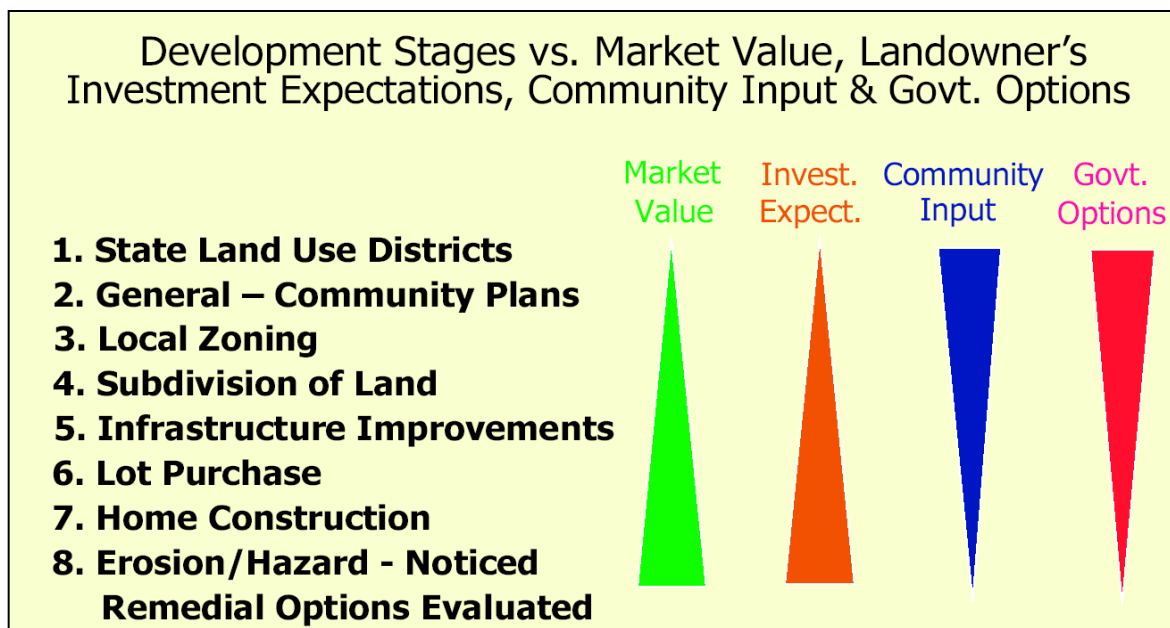 Development Stages vs. Market Value, Landowner's
Investment Expectations, Community Input & Govt. Options
Market
Value
Invest.
Expect.
Community
Input
Govt.
Options
1. State Land Use Districts
2. General – Community Plans
3. Local Zoning
4. Subdivision of Land
5. Infrastructure Improvements
6. Lot Purchase
7. Home Construction
8. Erosion/Hazard - Noticed
Remedial Options Evaluated